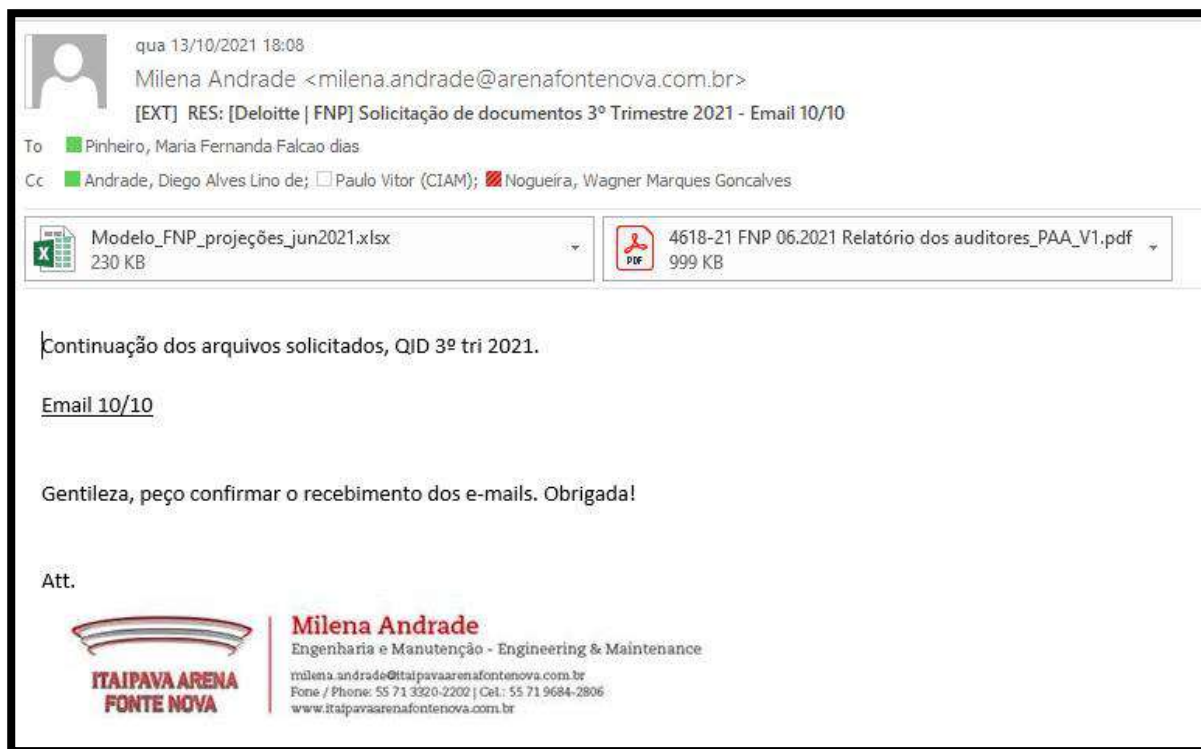 qua 13/10/2021 18:08
Milena Andrade <milena.andrade@arenafontenova.com.br>
[EXT] RES: [Deloitte | FNP] Solicitação de documentos 3º Trimestre 2021 - Email 10/10
To Pinheiro, Maria Fernanda Falcao dias
Cc Andrade, Diego Alves Lino de; Paulo Vitor (CIAM); Nogueira, Wagner Marques Goncalves
Modelo_FNP_projeções_jun2021.xlsx
230 KB
4618-21 FNP 06.2021 Relatório dos auditores_PAA_V1.pdf
PDF
999 KB
Continuação dos arquivos solicitados, QID 3º tri 2021.
Email 10/10
Gentileza, peço confirmar o recebimento dos e-mails. Obrigada!
Att.
ITAIPAVA ARENA
FONTE NOVA
Milena Andrade
Engenharia e Manutenção - Engineering & Maintenance
milena.andrade@itaipavaarenafontenova.com.br
Fone / Phone: 55 71 3320-2202 | Cel.: 55 71 9684-2806
www.itaipavaarenafontenova.com.br